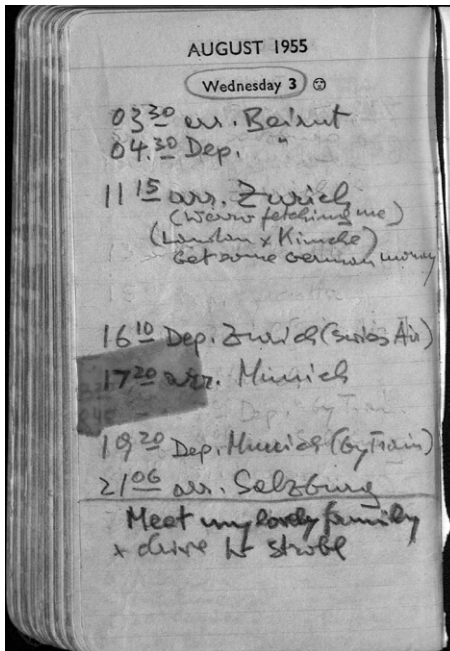 AUGUST 1955
Wednesday 3
03 30 arr. Beirut
04.30 Dep. "
11 15 arr. Zurich
(Werner fetching me)
(London + Kimche)
Get some German money
16 10 Dep. Zurich (Swiss Air)
17 20 arr. Munich
19 20 Dep. Munich (by Train)
21 06 arr. Salzburg
Meet my lovely family
+ drive to Strobl